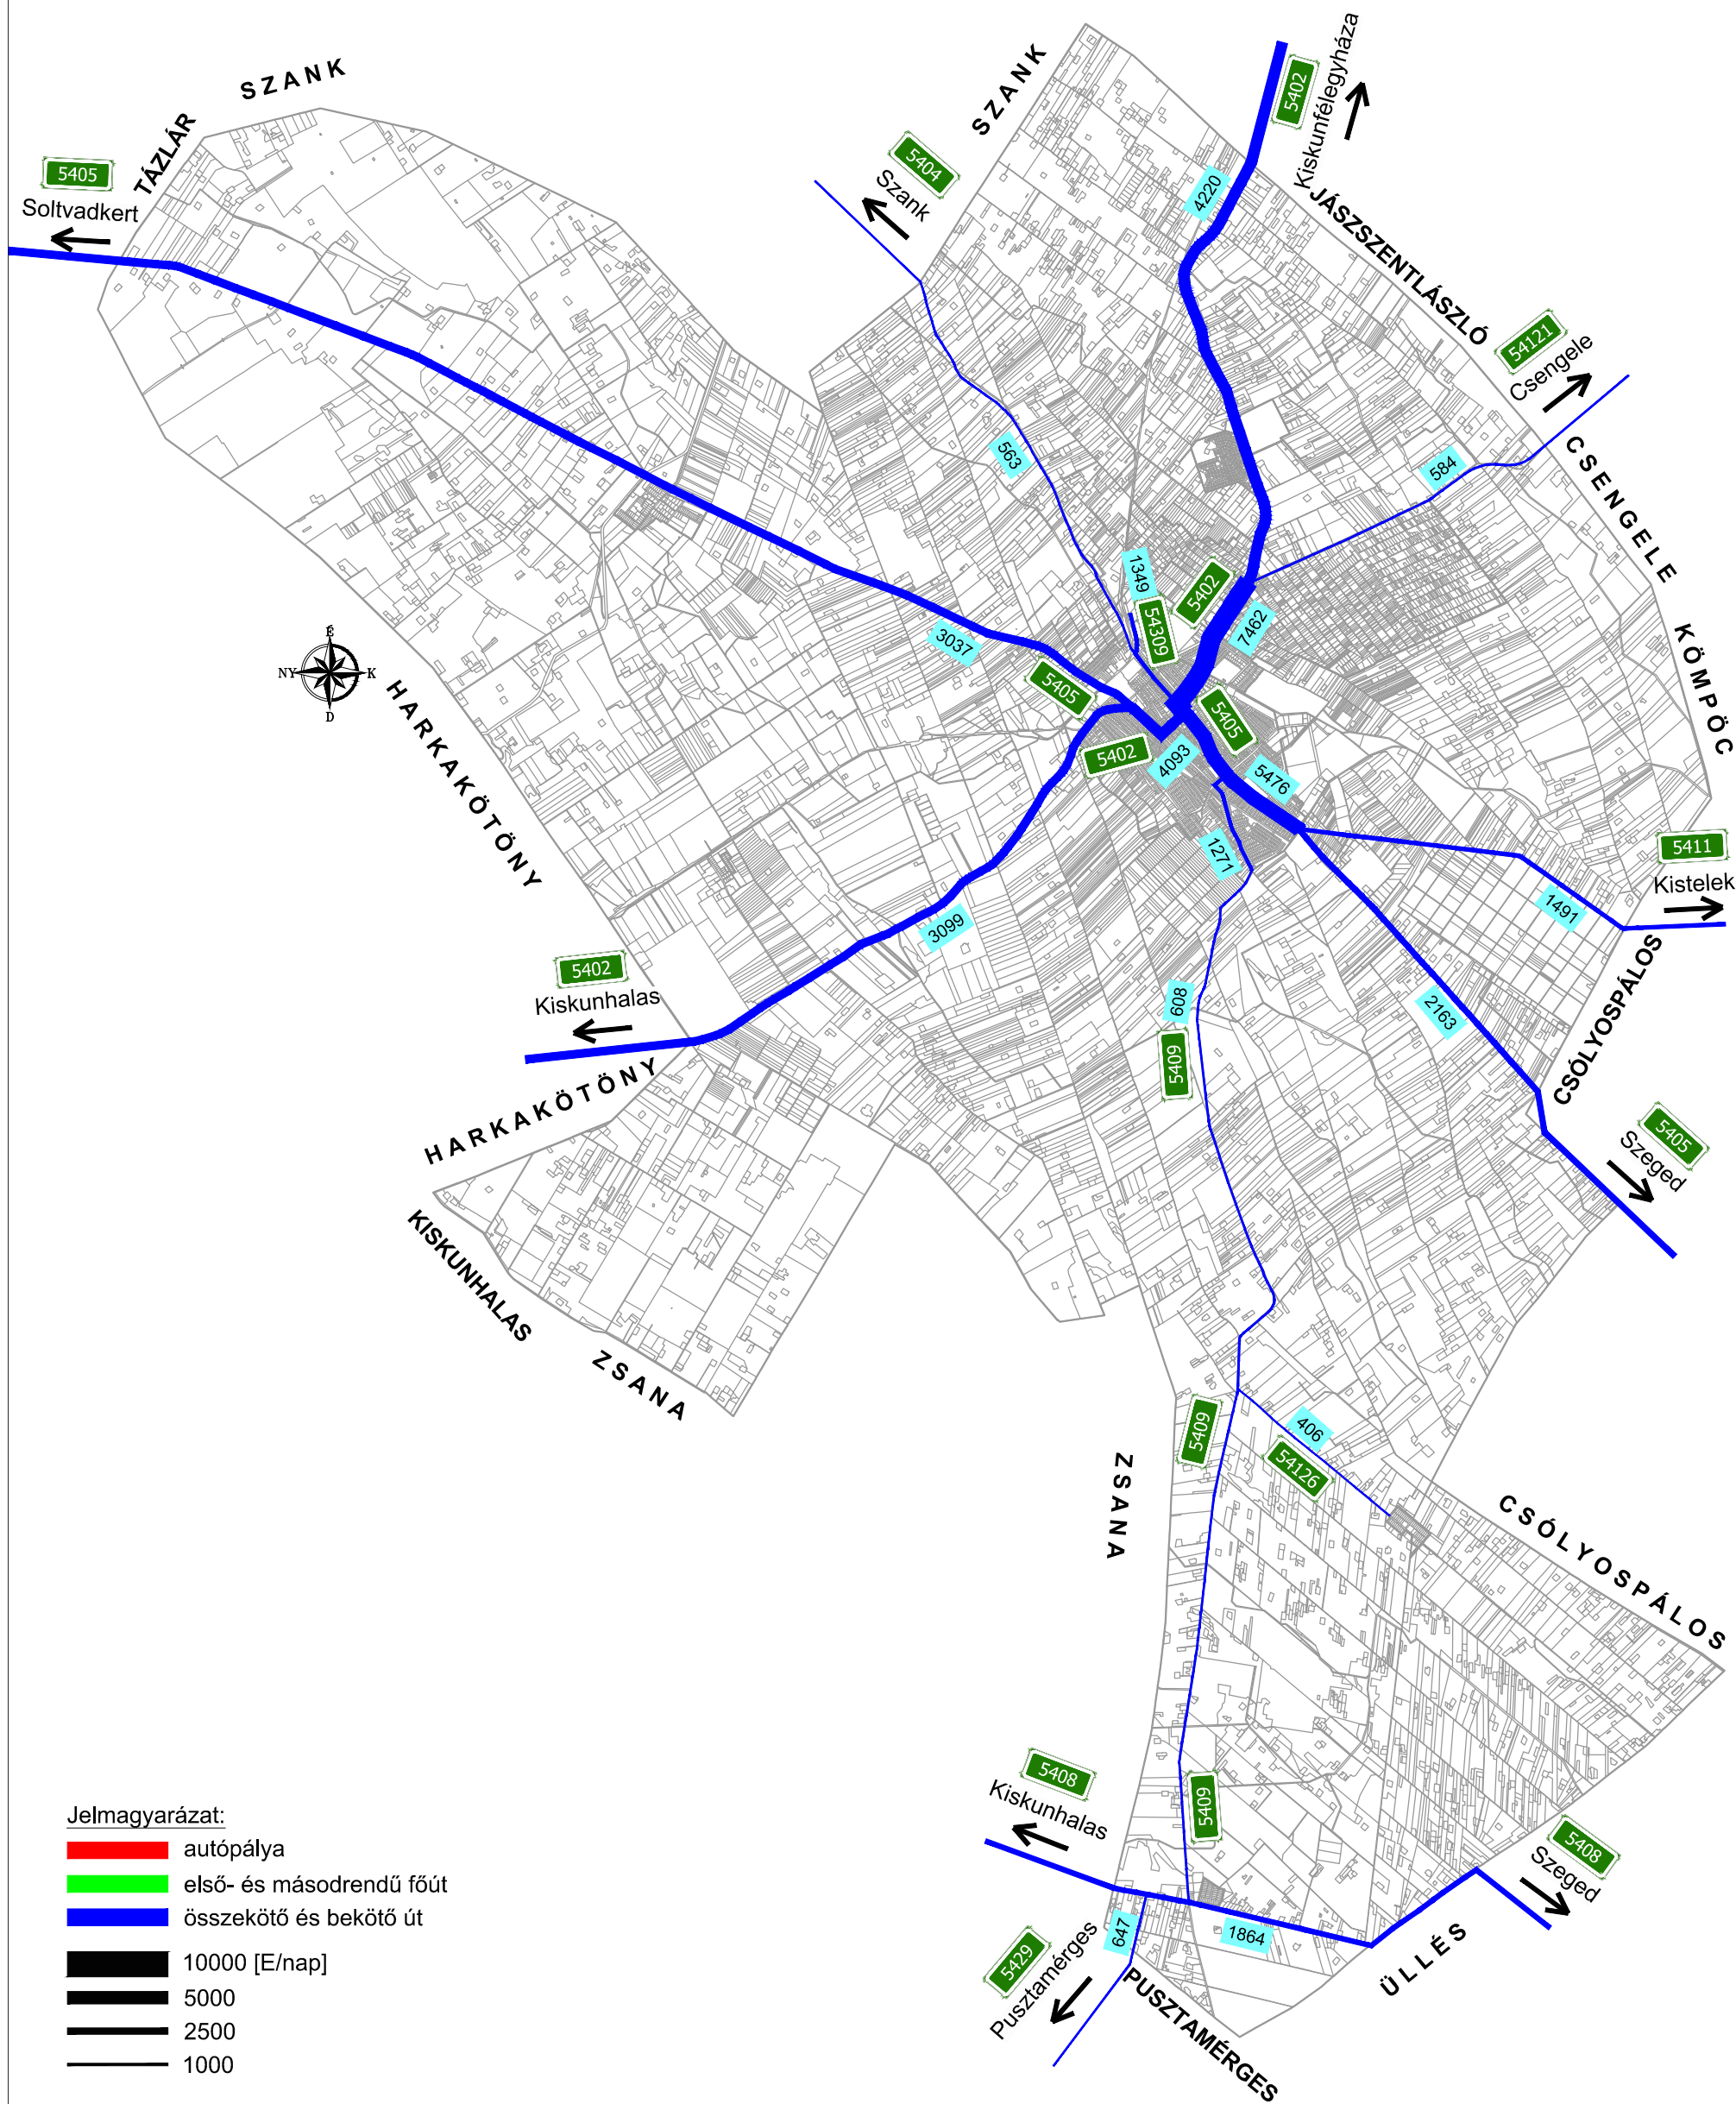 SZANK
TÁZLÁR
5405
Soltvadkert
SZANK
5404
Szank
5402
Kiskunfélegyháza
4220
JÁSZSZENTLÁSZLÓ
54121
Csengele
CSENGELE
584
563
1349
54309
5402
7462
KÖMPÖC
3037
5405
5405
5402
4093
5476
É
NY
K
D
HARKAKÖTÖNY
1271
5411
Kistelek
1491
3099
5402
Kiskunhalas
608
5409
2163
CSÓLYOSPÁLOS
HARKAKÖTÖNY
5405
Szeged
KISKUNHALAS
ZSANA
5409
406
54126
ZSANA
CSÓLYOSPÁLOS
5408
Kiskunhalas
5409
5408
Szeged
647
1864
5429
Pusztamérges
PUSZTAMÉRGES
ÜLLÉS
Jelmagyarázat:
autópálya
első- és másodrendű főút
összekötő és bekötő út
10000 [E/nap]
5000
2500
1000